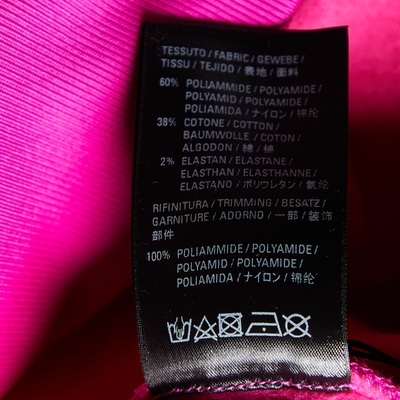 TESSUTO / FABRIC / GEWEBE /
TISSU / TEJIDO / 表地 / 面料
60% POLIAMMIDE / POLYAMIDE /
POLYAMID / POLYAMIDE /
POLIAMIDA / ナイロン / 锦纶
38% COTONE / COTTON /
BAUMWOLLE / COTON /
ALGODON / 綿 / 棉
2% ELASTAN / ELASTANE /
ELASTHAN / ELASTHANNE /
ELASTANO / ポリウレタン / 氨纶
RIFINITURA / TRIMMING / BESATZ /
GARNITURE / ADORNO / 一部 / 装饰
部件
100% POLIAMMIDE / POLYAMIDE /
POLYAMID / POLYAMIDE /
POLIAMIDA / ナイロン / 锦纶